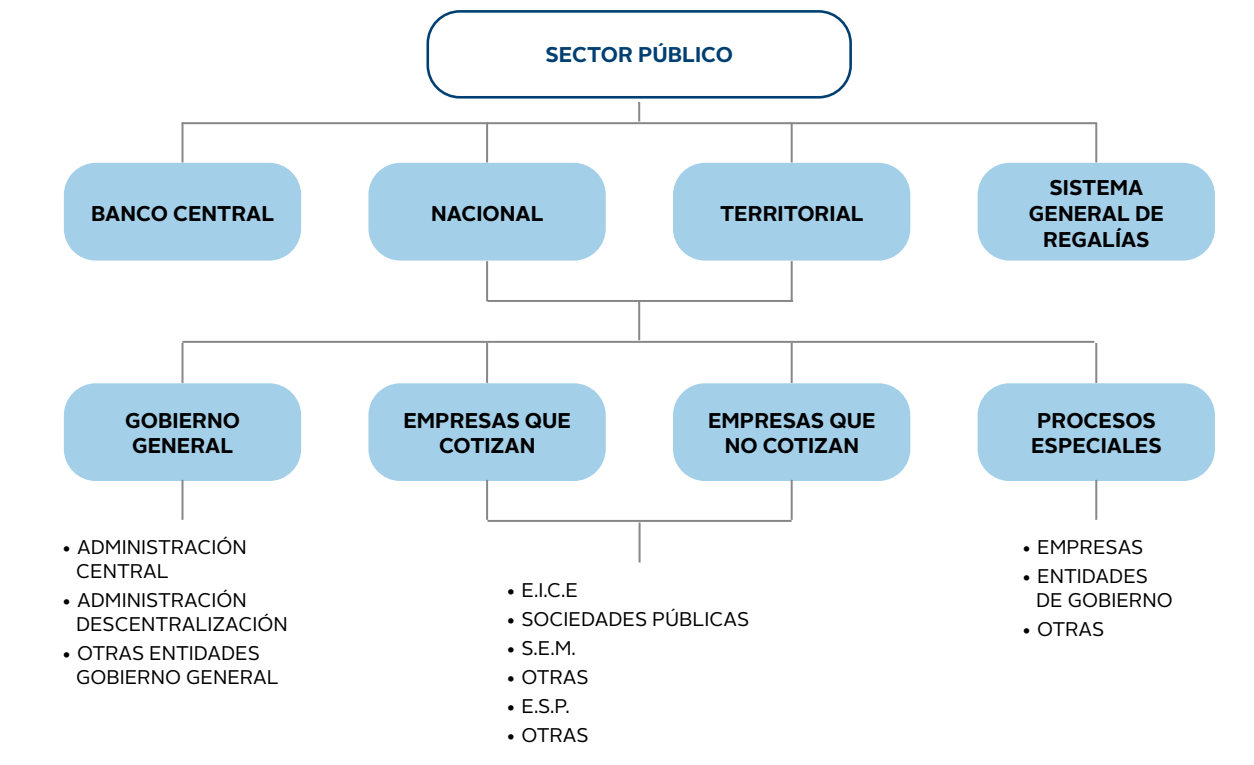 SECTOR PÚBLICO
BANCO CENTRAL
NACIONAL
TERRITORIAL
SISTEMA
GENERAL DE
REGALÍAS
GOBIERNO
GENERAL
EMPRESAS QUE
COTIZAN
EMPRESAS QUE
NO COTIZAN
PROCESOS
ESPECIALES
• ADMINISTRACIÓN
CENTRAL
• ADMINISTRACIÓN
DESCENTRALIZACIÓN
• OTRAS ENTIDADES
GOBIERNO GENERAL
• E.I.C.E
• SOCIEDADES PÚBLICAS
• S.E.M.
• OTRAS
• E.S.P.
• OTRAS
• EMPRESAS
• ENTIDADES
DE GOBIERNO
• OTRAS